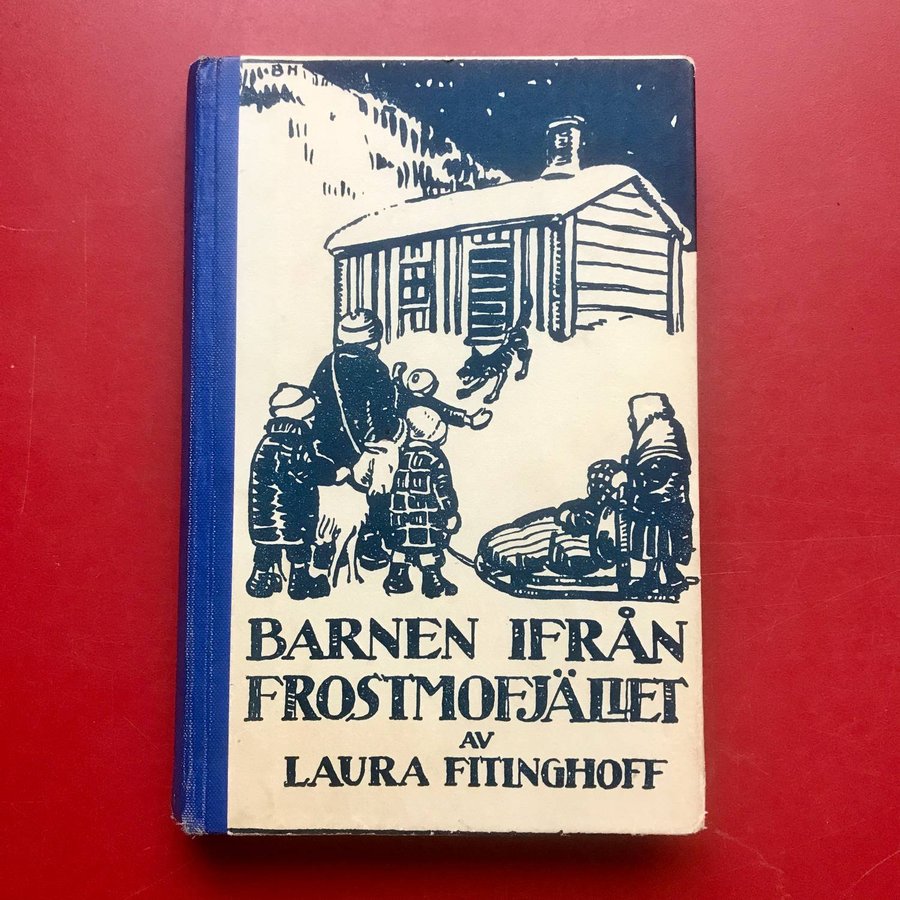 BH
BARNEN IFRÅN
FROSTMOFJÄLLET
AV
LAURA FITINGHOFF